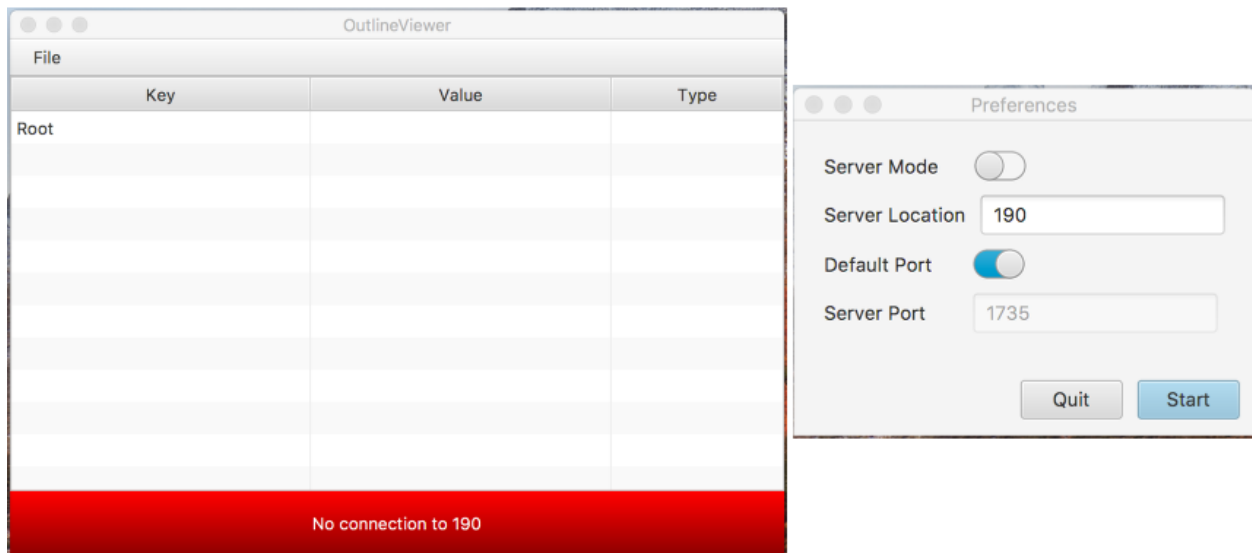 OutlineViewer
File
Key Value Type
Root
No connection to 190
Preferences
Server Mode
Server Location 190
Default Port
Server Port 1735
Quit Start